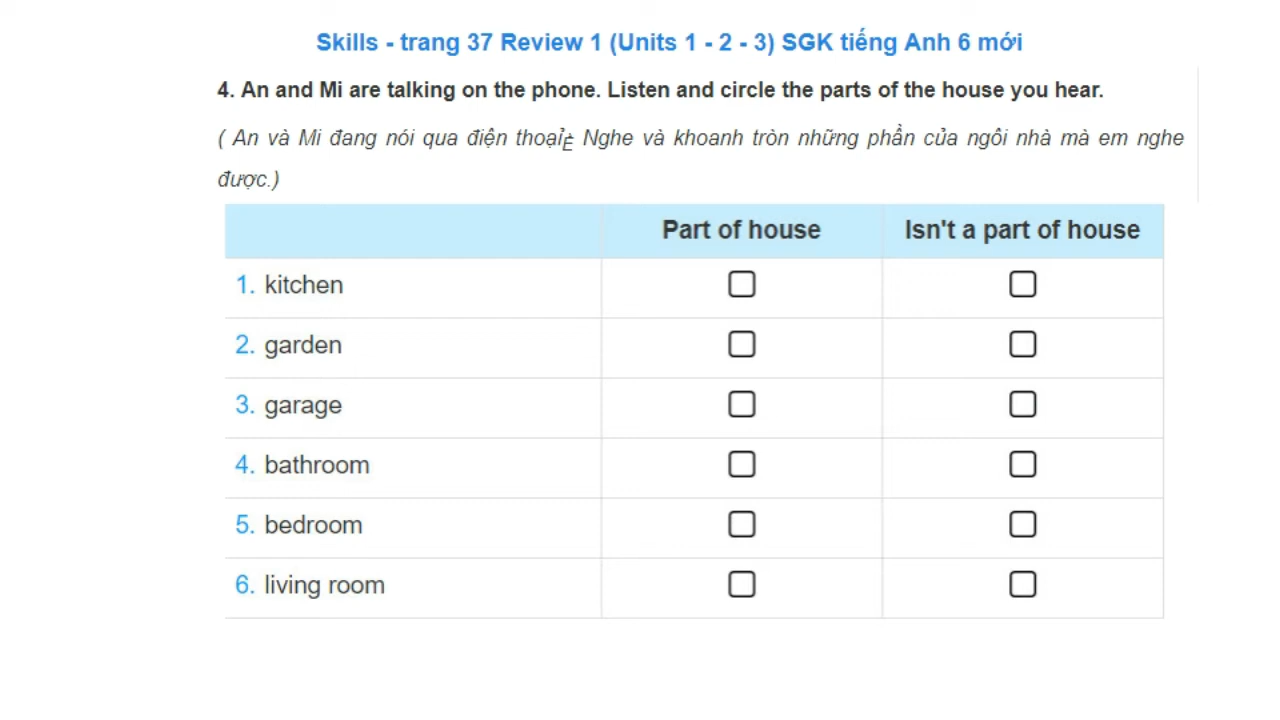 Skills - trang 37 Review 1 (Units 1 - 2 - 3) SGK tiếng Anh 6 mới
4. An and Mi are talking on the phone. Listen and circle the parts of the house you hear.
( An và Mi đang nói qua điện thoại. Nghe và khoanh tròn những phần của ngôi nhà mà em nghe
được.)
Part of house Isn't a part of house
1. kitchen
2. garden
3. garage
4. bathroom
5. bedroom
6. living room